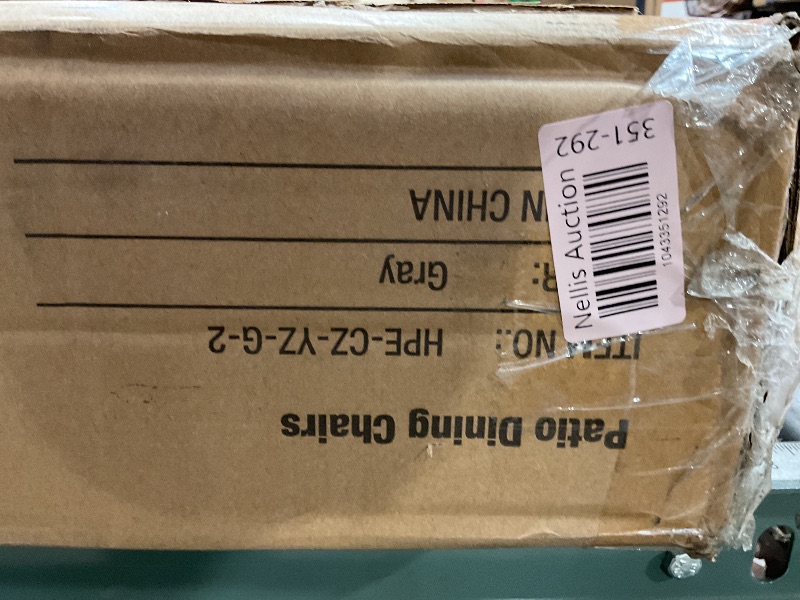 Patio Dining Chairs
ITEM NO.: HPE-CZ-YZ-G-2
R: Gray
N CHINA
Nellis Auction
351-292
1043351292